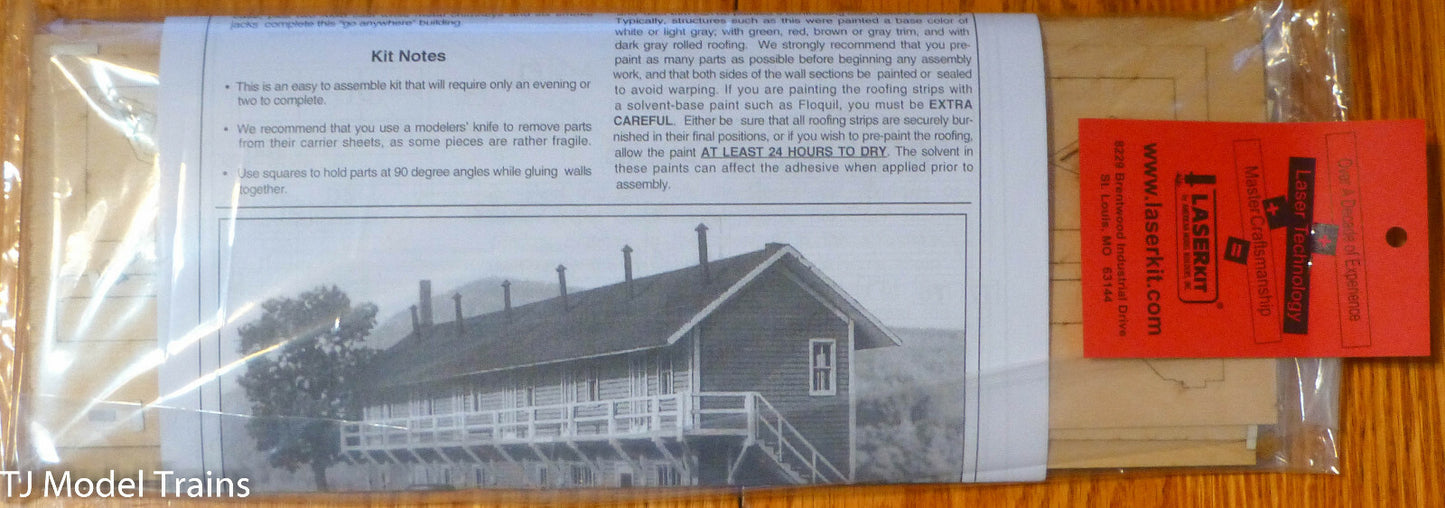 jacks complete this "go anywhere" building.
Kit Notes
• This is an easy to assemble kit that will require only an evening or
two to complete.
• We recommend that you use a modelers' knife to remove parts
from their carrier sheets, as some pieces are rather fragile.
• Use squares to hold parts at 90 degree angles while gluing walls
together.
Typically, structures such as this were painted a base color of
white or light gray; with green, red, brown or gray trim, and with
dark gray rolled roofing. We strongly recommend that you pre-
paint as many parts as possible before beginning any assembly
work, and that both sides of the wall sections be painted or sealed
to avoid warping. If you are painting the roofing strips with
a solvent-base paint such as Floquil, you must be EXTRA
CAREFUL. Either be sure that all roofing strips are securely bur-
nished in their final positions, or if you wish to pre-paint the roofing,
allow the paint AT LEAST 24 HOURS TO DRY. The solvent in
these paints can affect the adhesive when applied prior to
assembly.
Over A Decade of Experience
+
Laser Technology
+
MasterCraftsmanship
=
LASERKIT®
by AMERICAN MODEL BUILDERS, INC.
www.laserkit.com
8229 Brentwood Industrial Drive
St. Louis, MO 63144
TJ Model Trains